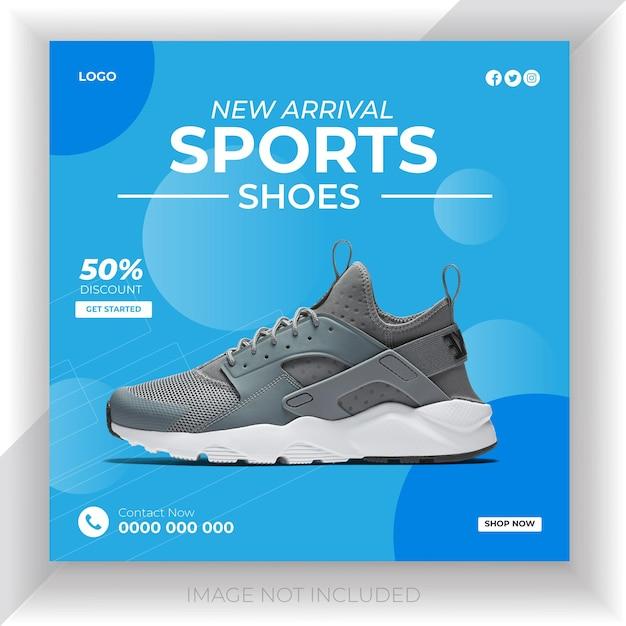 LOGO
NEW ARRIVAL
SPORTS
SHOES
50%
DISCOUNT
GET STARTED
Contact Now
0000 000 000
SHOP NOW
IMAGE NOT INCLUDED